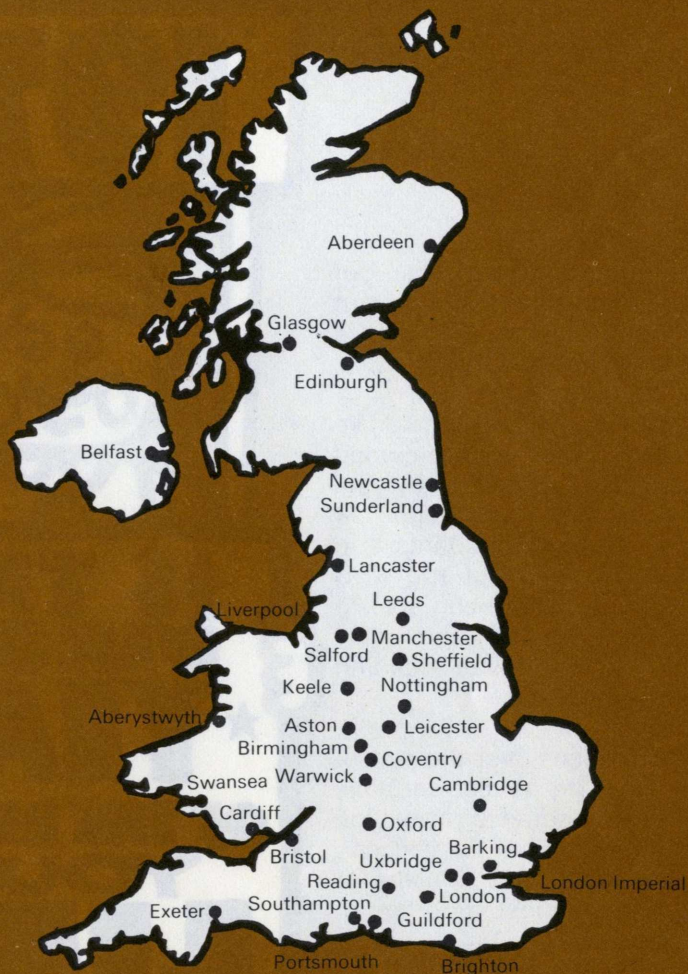 Aberdeen
Glasgow
Edinburgh
Belfast
Newcastle
Sunderland
Lancaster
Leeds
Liverpool
Manchester
Salford
Sheffield
Keele
Nottingham
Aberystwyth
Aston
Leicester
Birmingham
Coventry
Swansea
Warwick
Cambridge
Cardiff
Oxford
Bristol
Barking
Uxbridge
London Imperial
Reading
London
Southampton
Exeter
Guildford
Portsmouth
Brighton